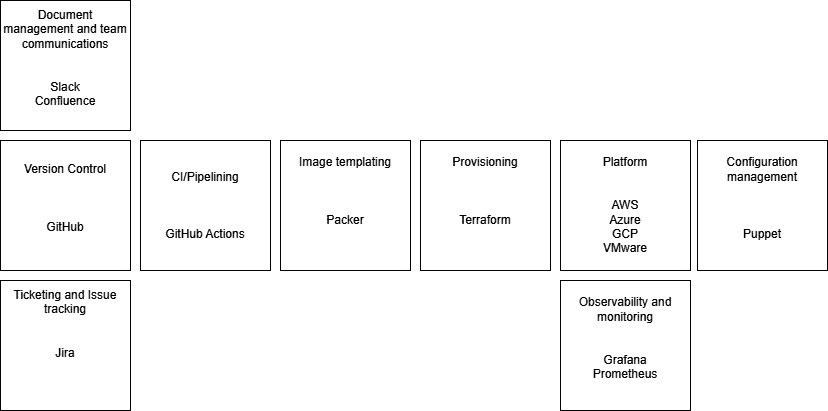 Document
management and team
communications
Slack
Confluence
Version Control
GitHub
CI/Pipelining
GitHub Actions
Image templating
Packer
Provisioning
Terraform
Platform
AWS
Azure
GCP
VMware
Configuration
management
Puppet
Ticketing and Issue
tracking
Jira
Observability and
monitoring
Grafana
Prometheus